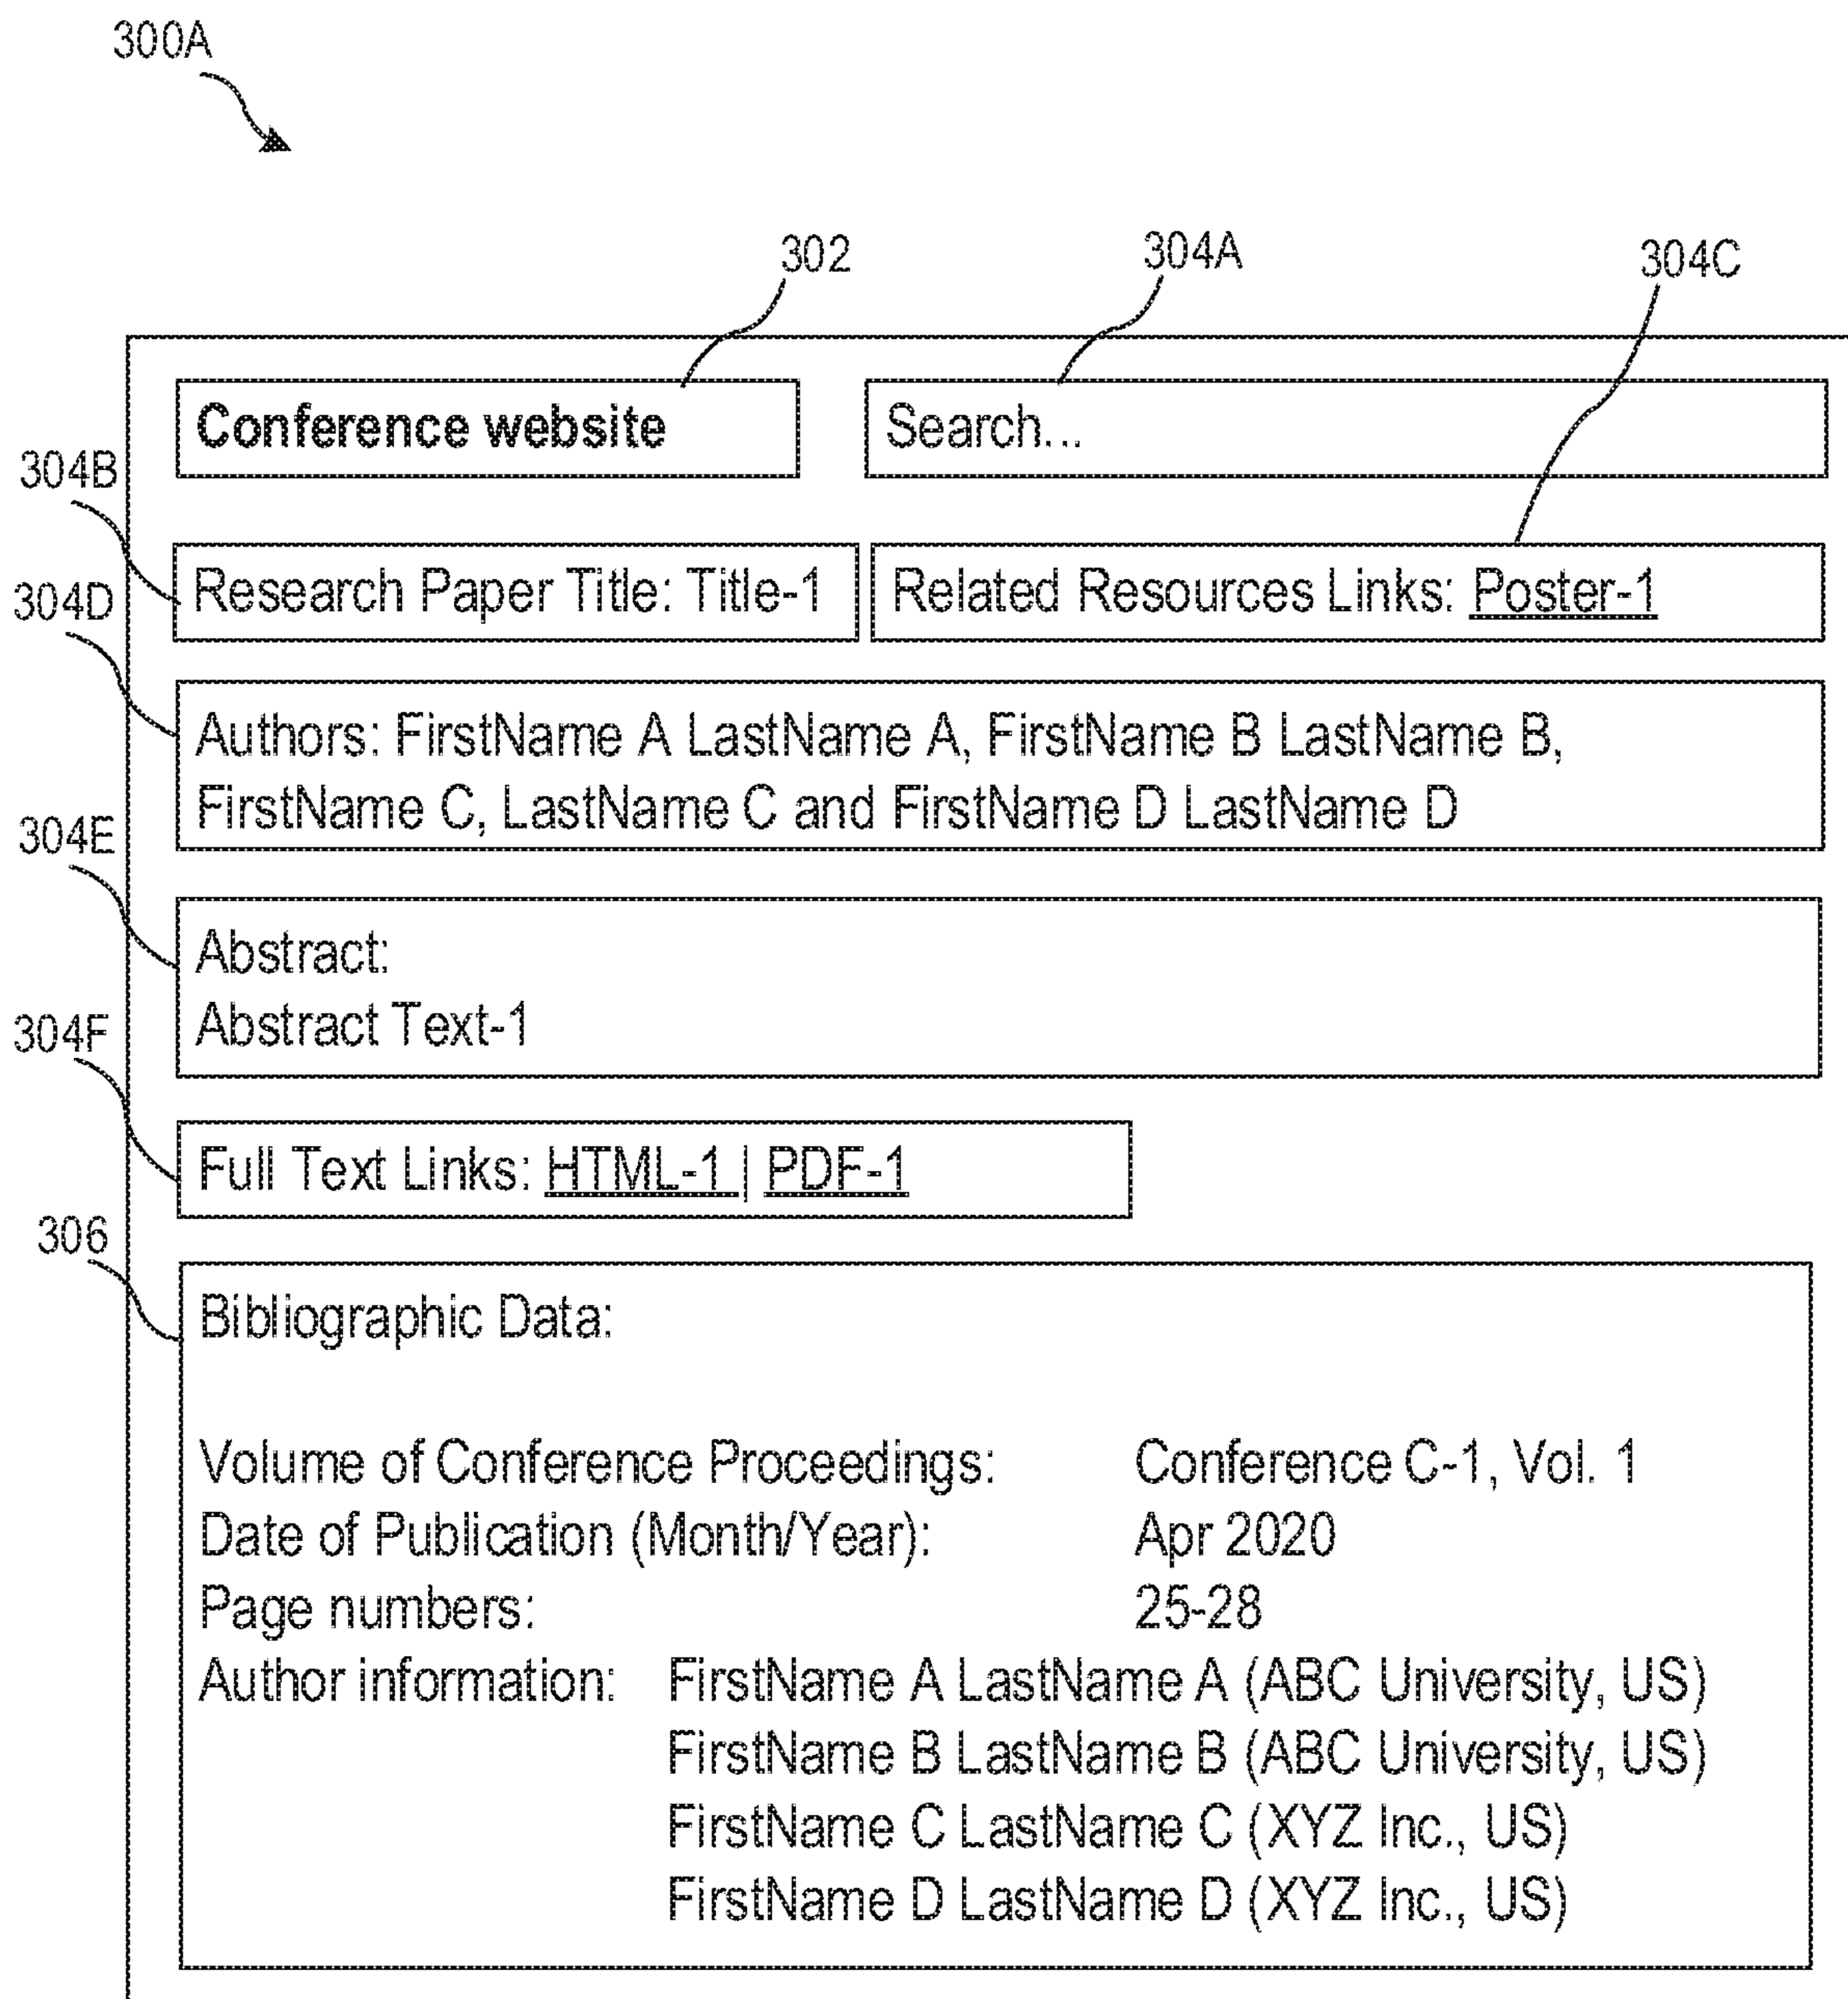 300A
302
304A
304C
Conference website
Search...
304B
Research Paper Title: Title-1
Related Resources Links: Poster-1
304D
Authors: FirstName A LastName A, FirstName B LastName B,
FirstName C, LastName C and FirstName D LastName D
304E
Abstract:
Abstract Text-1
304F
Full Text Links: HTML-1 | PDF-1
306
Bibliographic Data:
Volume of Conference Proceedings: Conference C-1, Vol. 1
Date of Publication (Month/Year): Apr 2020
Page numbers: 25-28
Author information: FirstName A LastName A (ABC University, US)
FirstName B LastName B (ABC University, US)
FirstName C LastName C (XYZ Inc., US)
FirstName D LastName D (XYZ Inc., US)